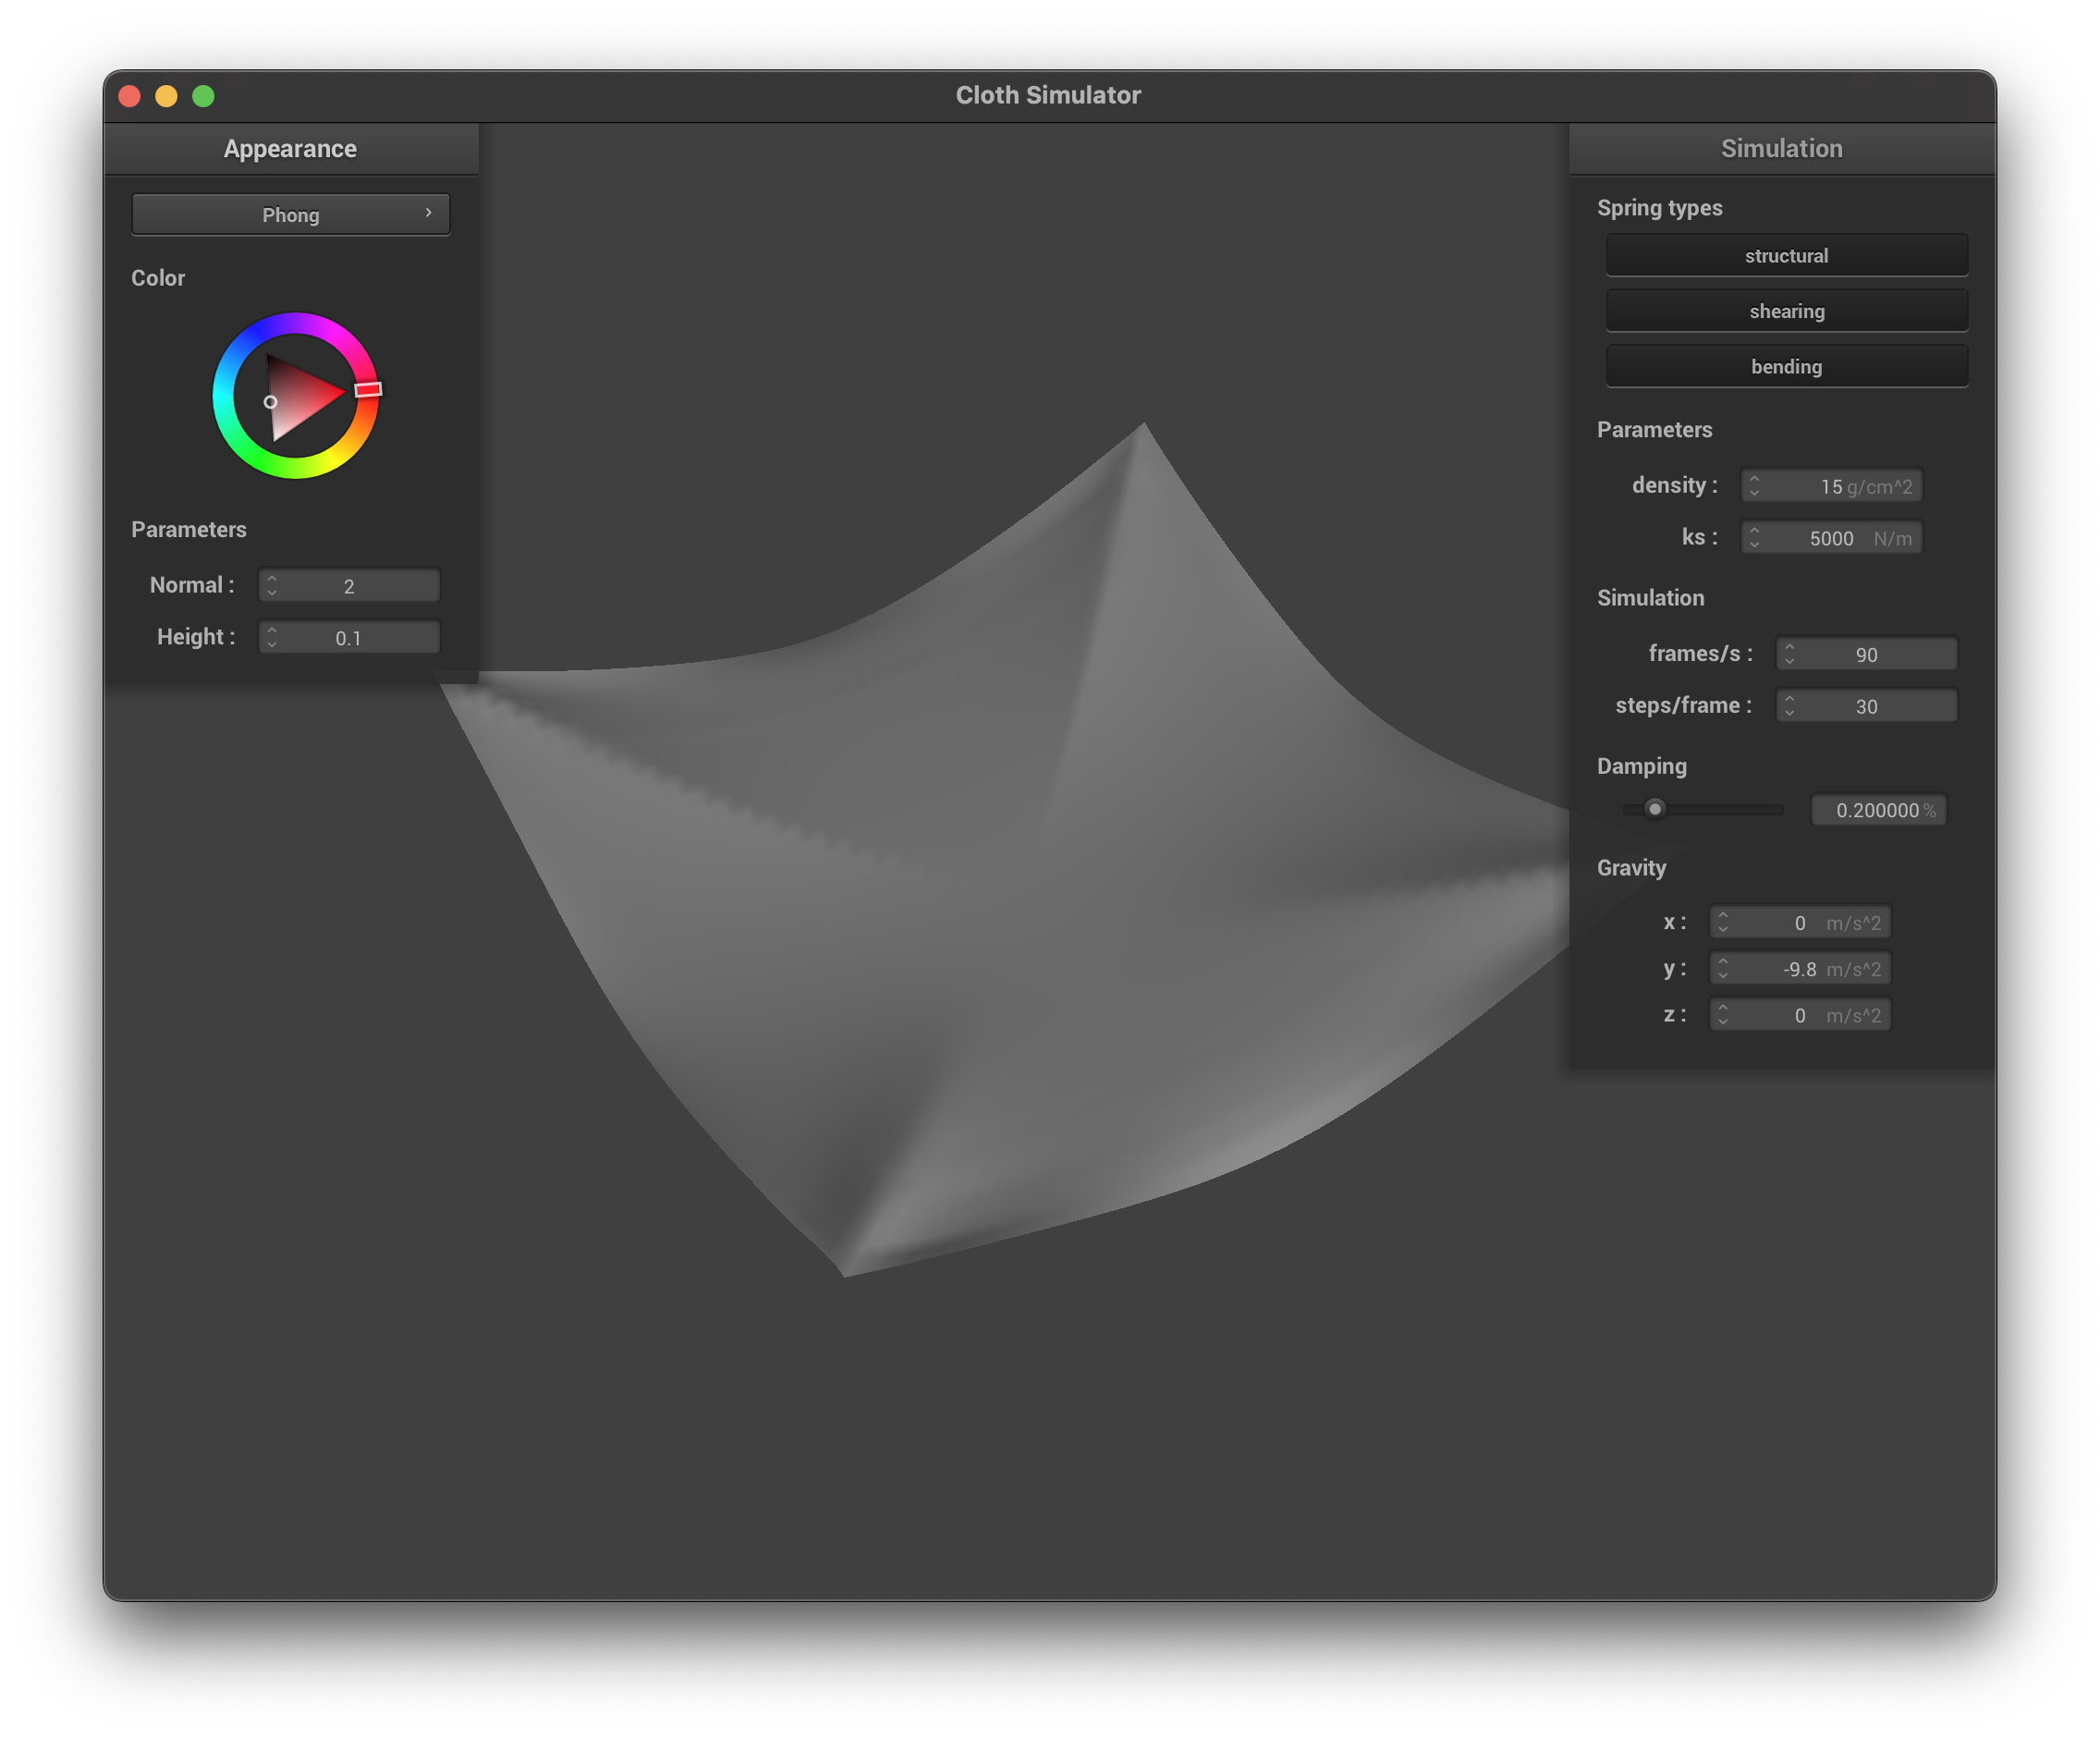 Cloth Simulator
Appearance
Phong
Color
Parameters
Normal : 2
Height : 0.1
Simulation
Spring types
structural
shearing
bending
Parameters
density : 15 g/cm^2
ks : 5000 N/m
Simulation
frames/s : 90
steps/frame : 30
Damping
0.200000 %
Gravity
x : 0 m/s^2
y : -9.8 m/s^2
z : 0 m/s^2